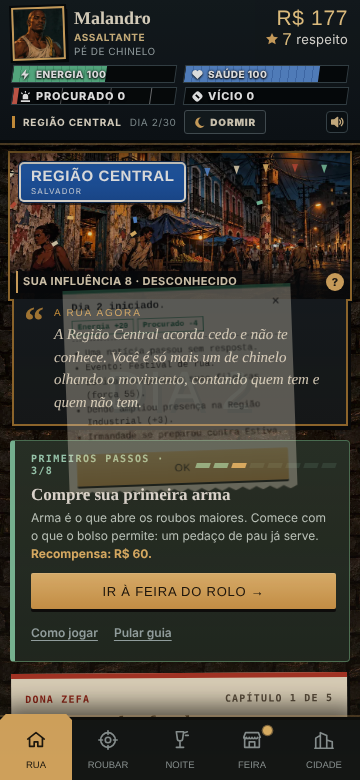 Malandro
ASSALTANTE
PÉ DE CHINELO
R$ 177
7 respeito
ENERGIA 100
SAÚDE 100
PROCURADO 0
VÍCIO 0
REGIÃO CENTRAL DIA 2/30
DORMIR
REGIÃO CENTRAL
SALVADOR
SUA INFLUÊNCIA 8 · DESCONHECIDO
?
Dia 2 iniciado.
×
“ A RUA AGORA
A Região Central acorda cedo e não te
conhece. Você é só mais um de chinelo
olhando o movimento, contando quem tem e
quem não tem.
Industrial (+3).
OK
PRIMEIROS PASSOS ·
3/8
Compre sua primeira arma
Arma é o que abre os roubos maiores. Comece com
o que o bolso permite: um pedaço de pau já serve.
Recompensa: R$ 60.
IR À FEIRA DO ROLO →
Como jogar Pular guia
DONA ZEFA CAPÍTULO 1 DE 5
RUA ROUBAR NOITE FEIRA CIDADE